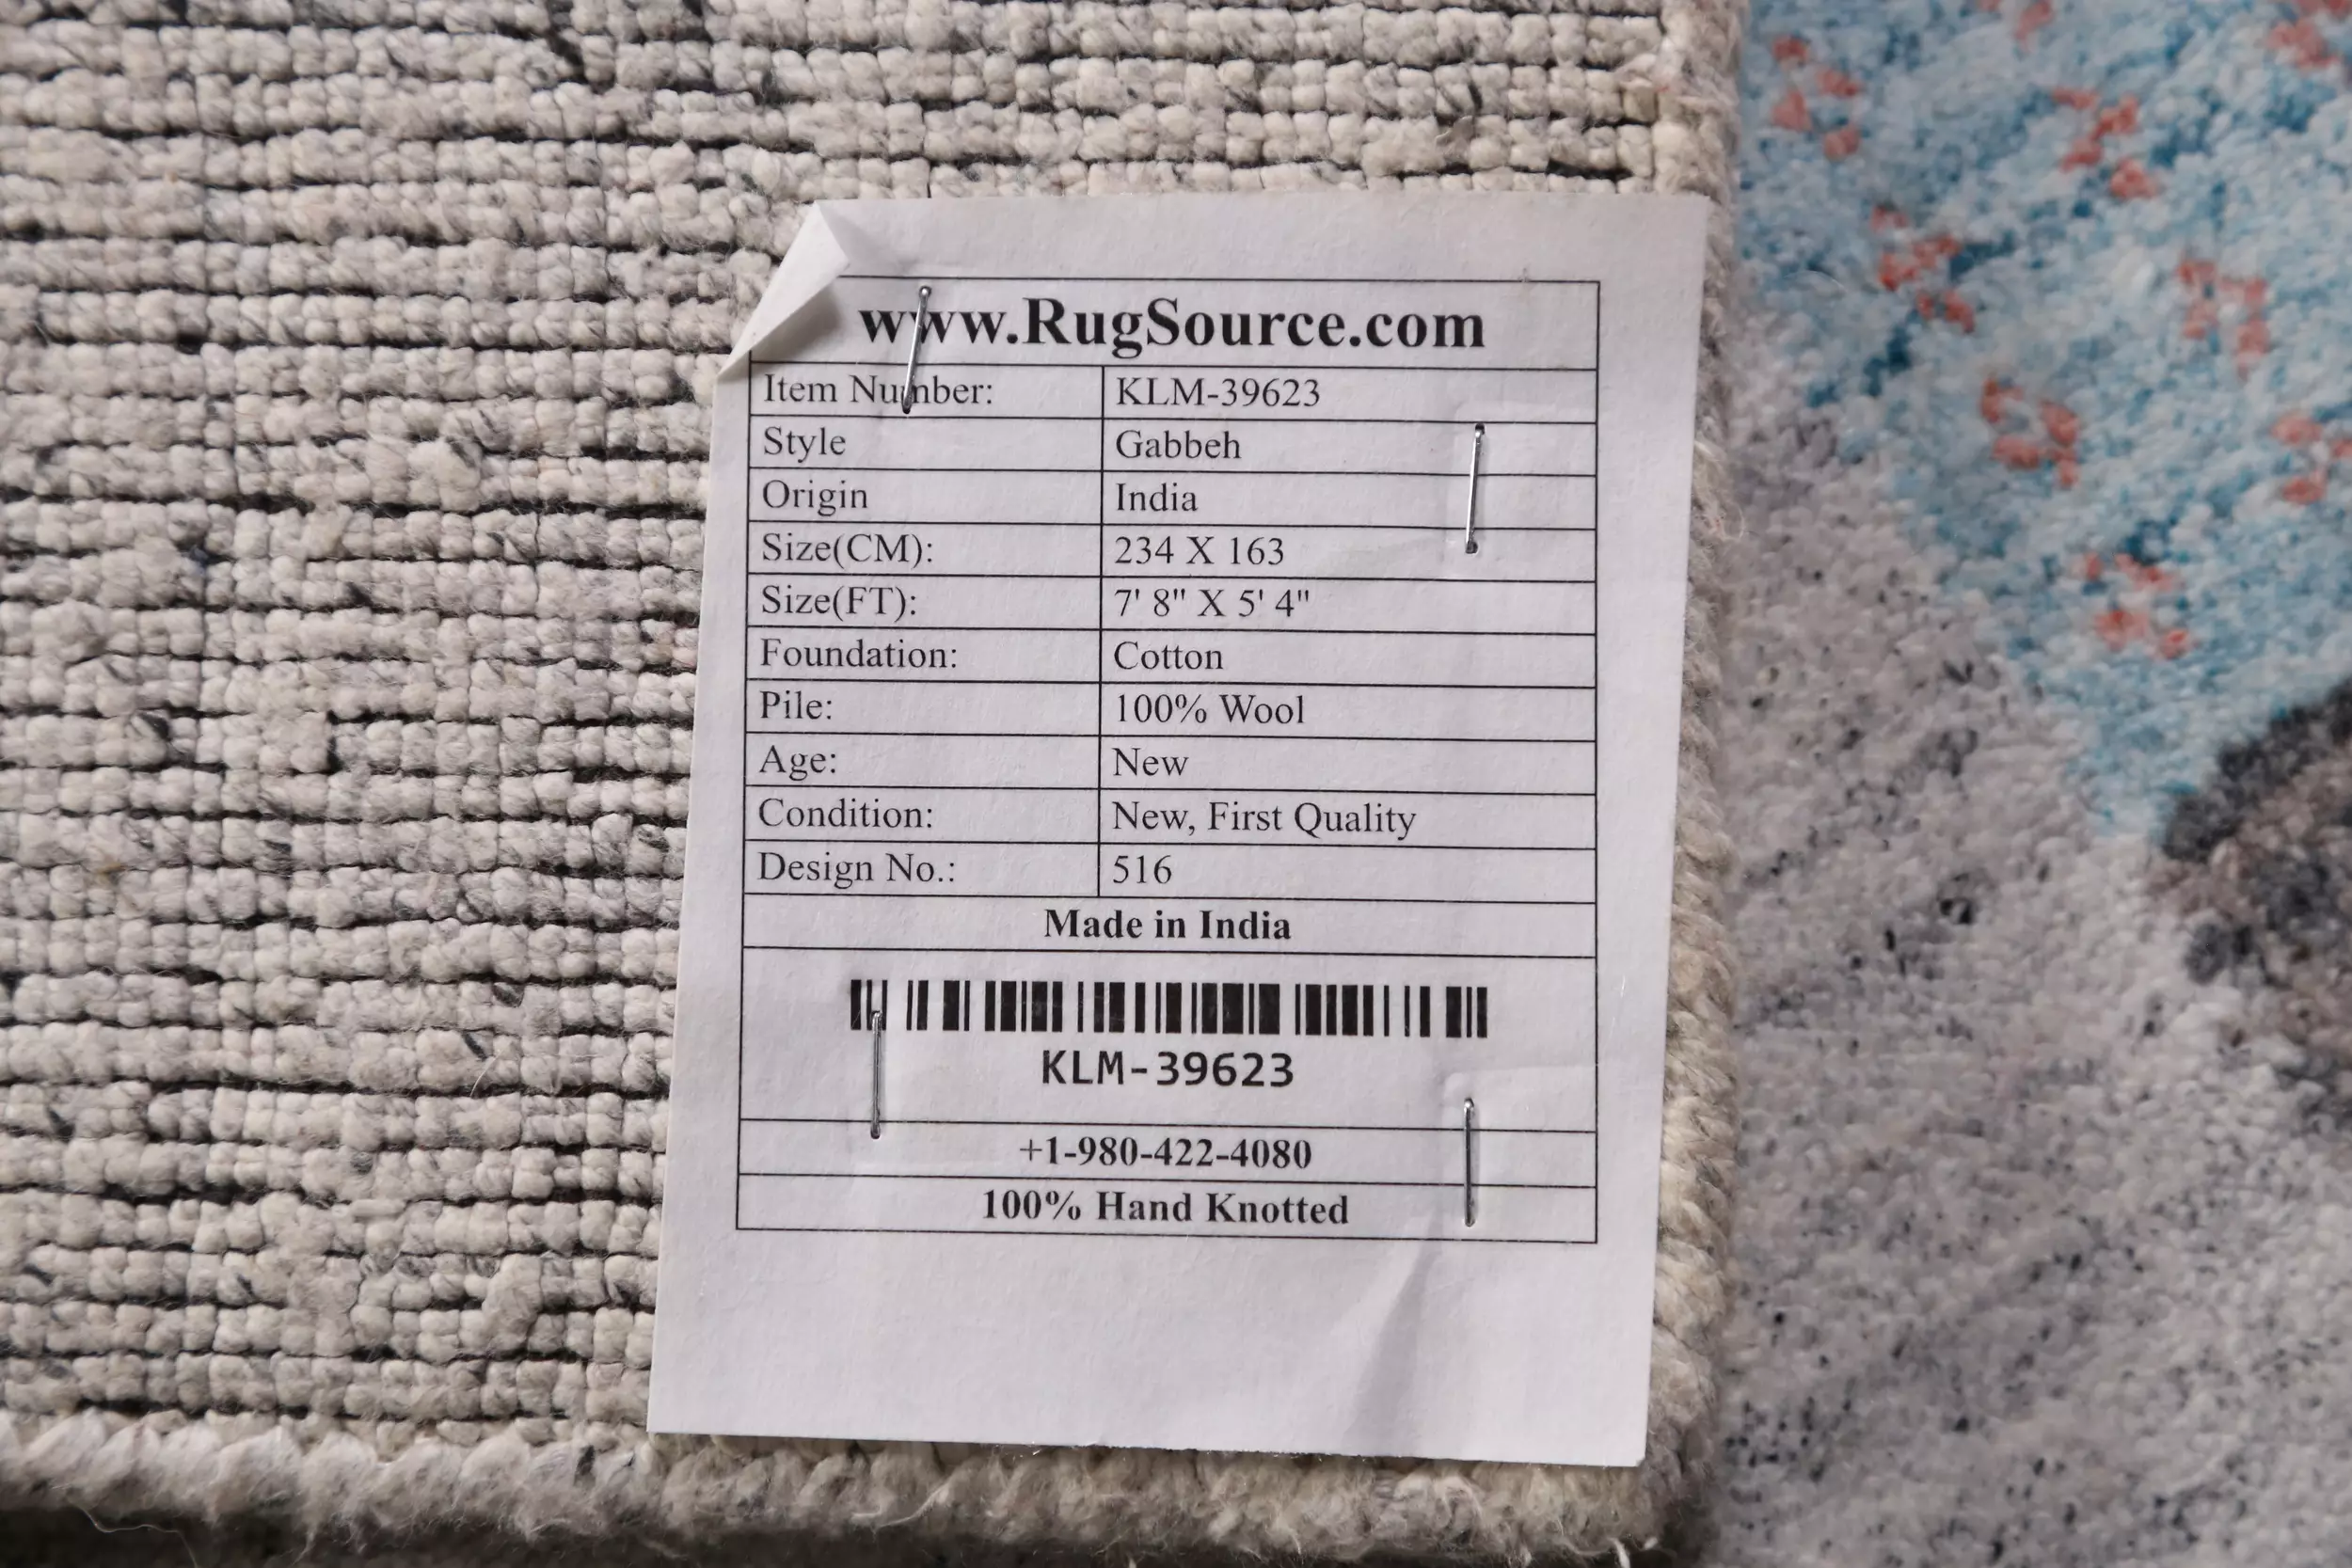 www.RugSource.com
Item Number: KLM-39623
Style Gabbeh
Origin India
Size(CM): 234 X 163
Size(FT): 7' 8" X 5' 4"
Foundation: Cotton
Pile: 100% Wool
Age: New
Condition: New, First Quality
Design No.: 516
Made in India
KLM-39623
+1-980-422-4080
100% Hand Knotted